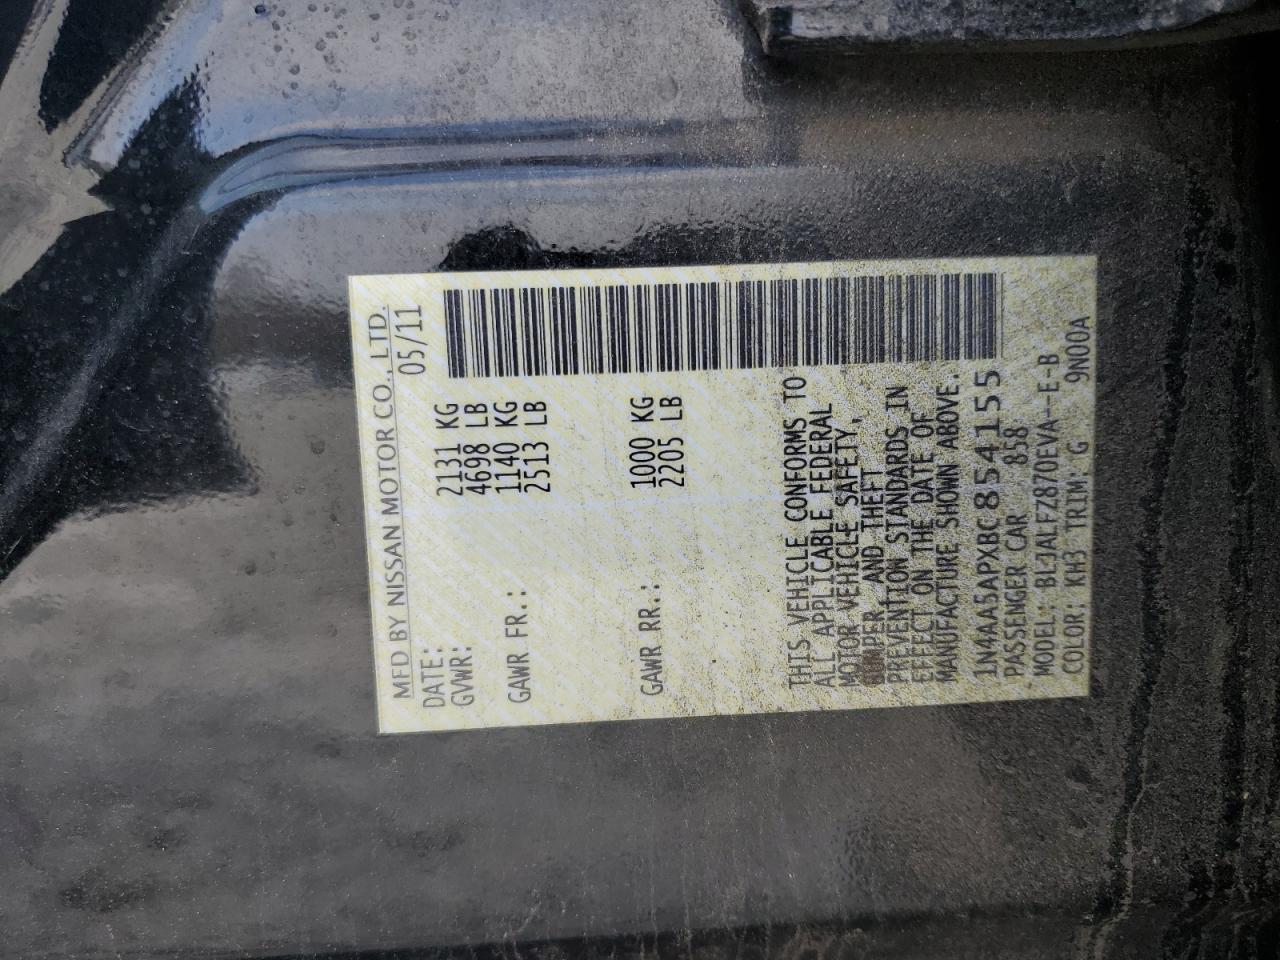 MFD BY NISSAN MOTOR CO., LTD.
DATE: 05/11
GVWR: 2131 KG
4698 LB
GAWR FR.: 1140 KG
2513 LB
GAWR RR.: 1000 KG
2205 LB
THIS VEHICLE CONFORMS TO
ALL APPLICABLE FEDERAL
MOTOR VEHICLE SAFETY,
BUMPER AND THEFT
PREVENTION STANDARDS IN
EFFECT ON THE DATE OF
MANUFACTURE SHOWN ABOVE.
1N4AA5APXBC854155
PASSENGER CAR 858
MODEL: BLJALFZ870EVA--E-B
COLOR: KH3 TRIM: G 9N00A